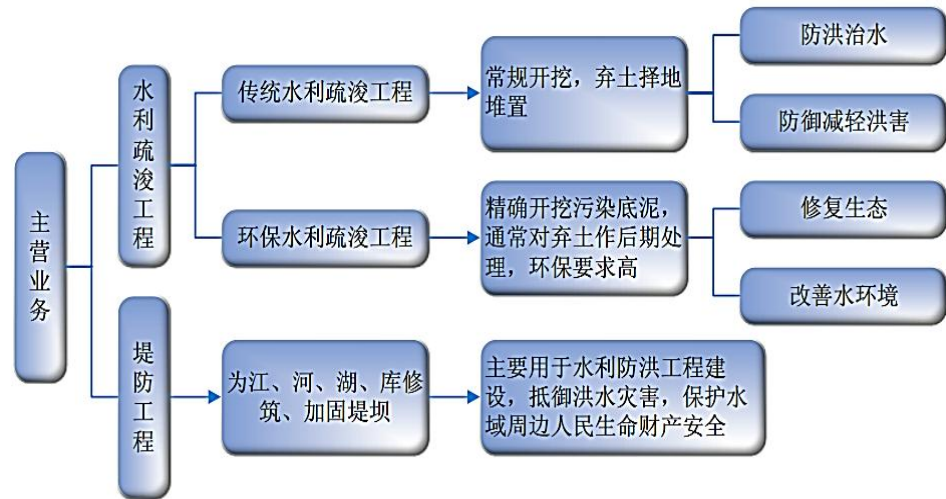 主营业务
水利疏浚工程
传统水利疏浚工程
常规开挖，弃土择地
堆置
防洪治水
防御减轻洪害
环保水利疏浚工程
精确开挖污染底泥，
通常对弃土作后期处
理，环保要求高
修复生态
改善水环境
堤防工程
为江、河、湖、库修
筑、加固堤坝
主要用于水利防洪工程建
设，抵御洪水灾害，保护水
域周边人民生命财产安全